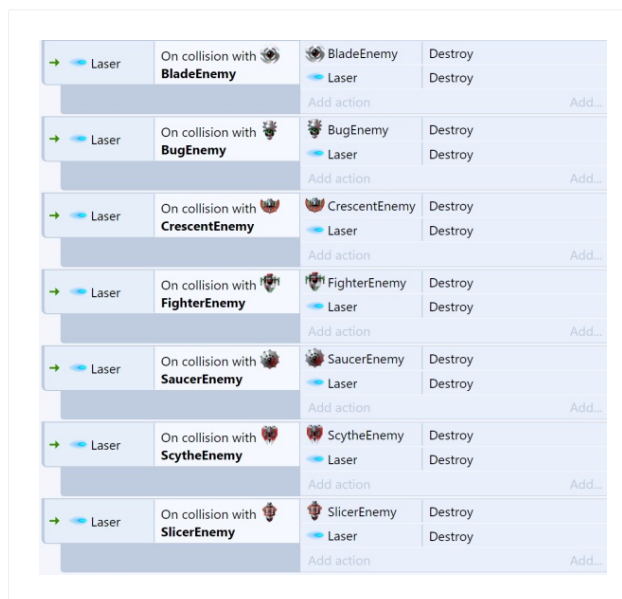 Laser On collision with BladeEnemy BladeEnemy Destroy
Laser Destroy
Add action Add...
Laser On collision with BugEnemy BugEnemy Destroy
Laser Destroy
Add action Add...
Laser On collision with CrescentEnemy CrescentEnemy Destroy
Laser Destroy
Add action Add...
Laser On collision with FighterEnemy FighterEnemy Destroy
Laser Destroy
Add action Add...
Laser On collision with SaucerEnemy SaucerEnemy Destroy
Laser Destroy
Add action Add...
Laser On collision with ScytheEnemy ScytheEnemy Destroy
Laser Destroy
Add action Add...
Laser On collision with SlicerEnemy SlicerEnemy Destroy
Laser Destroy
Add action Add...